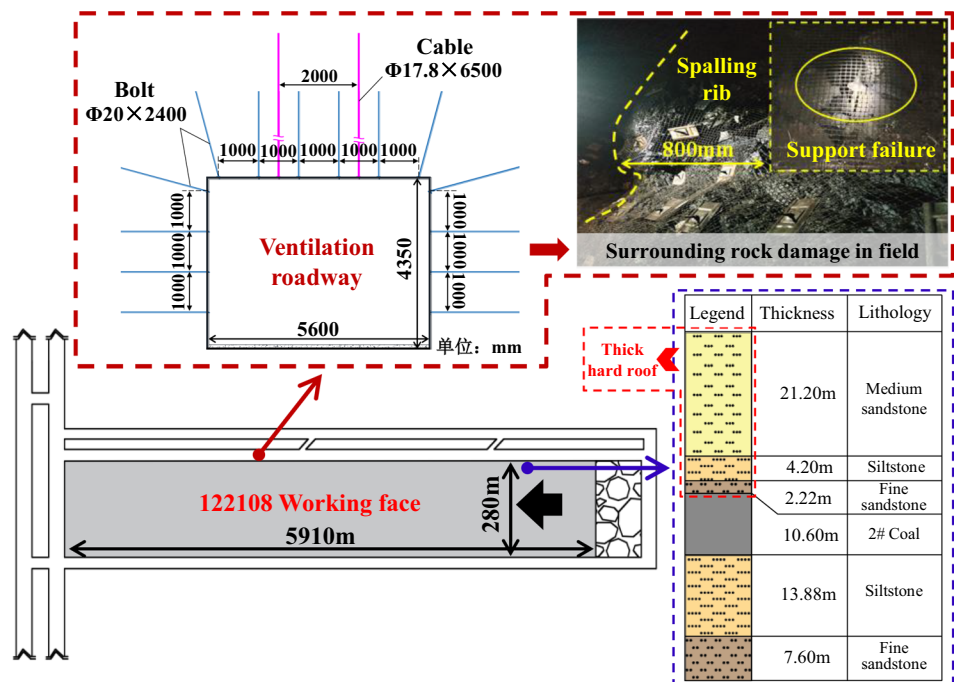 Cable
Φ17.8×6500
2000
Bolt
Φ20×2400
1000
1000
1000
1000
1000
1000
1000
1000
1000
1000
1000
Ventilation
roadway
4350
5600
单位：mm
Spalling
rib
800mm
Support failure
Surrounding rock damage in field
122108 Working face
5910m
280m
Thick
hard roof
Legend Thickness Lithology
21.20m Medium
sandstone
4.20m Siltstone
2.22m Fine
sandstone
10.60m 2# Coal
13.88m Siltstone
7.60m Fine
sandstone